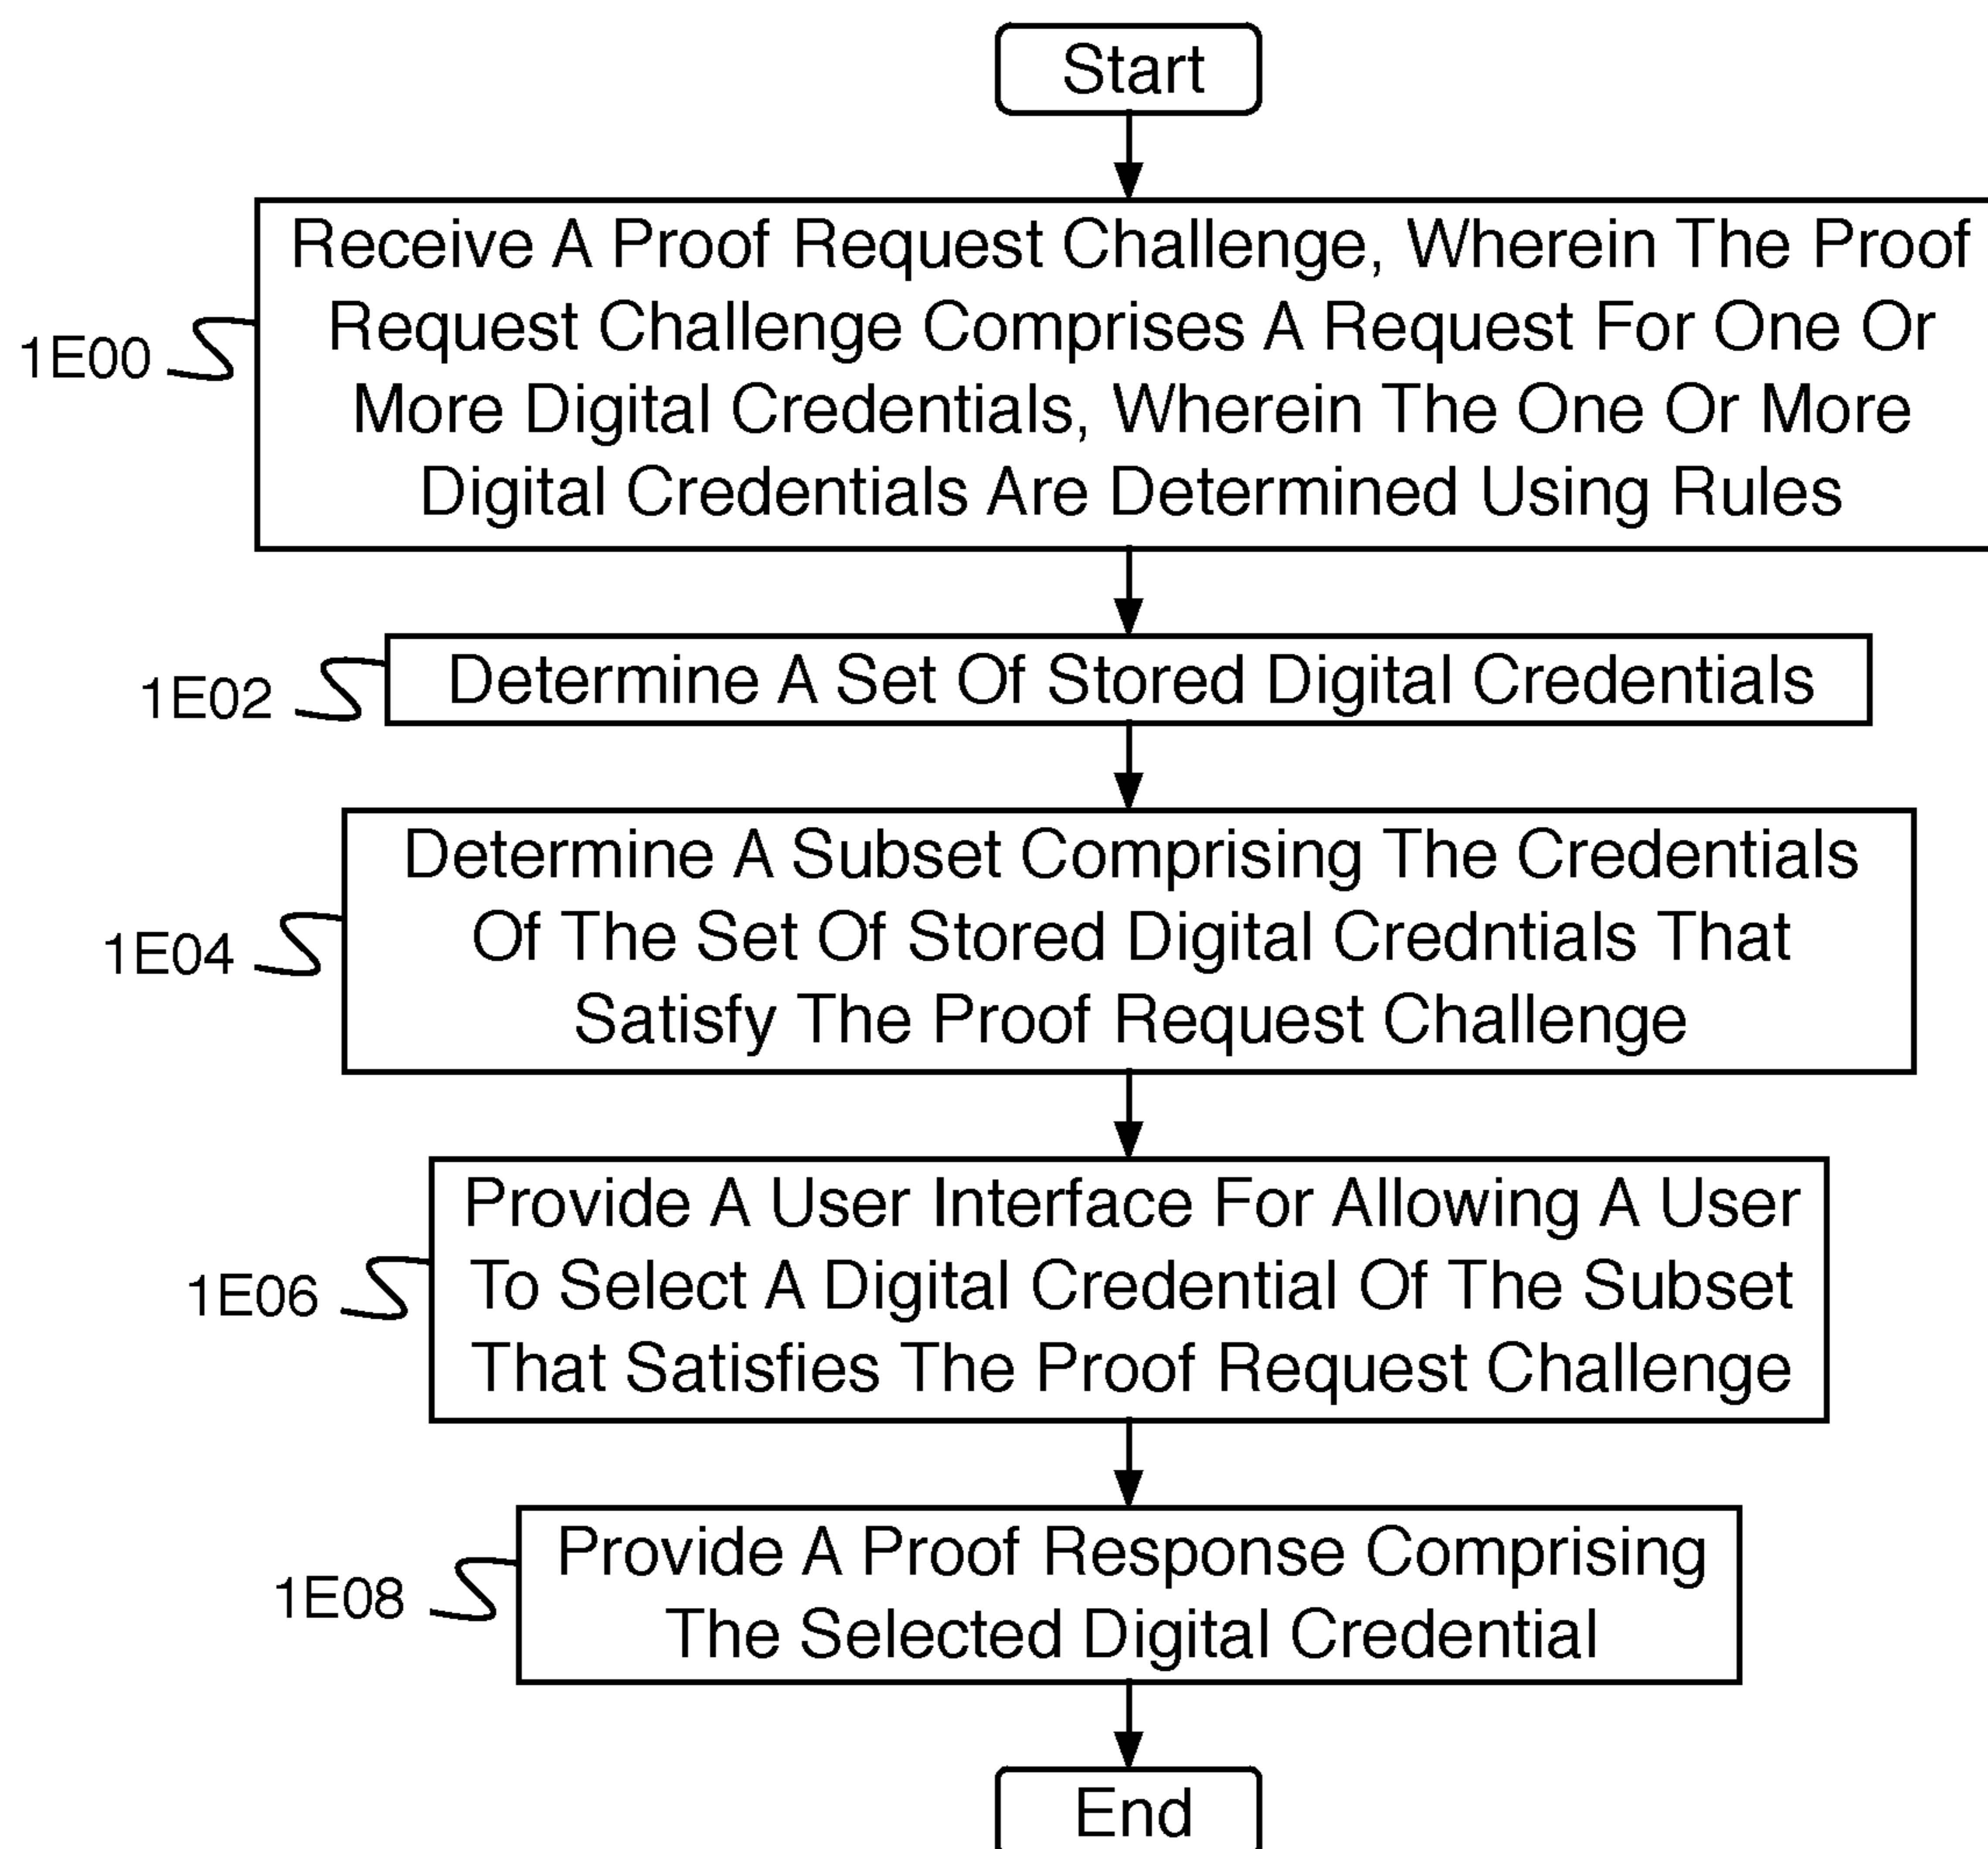 Start
Receive A Proof Request Challenge, Wherein The Proof
Request Challenge Comprises A Request For One Or
More Digital Credentials, Wherein The One Or More
Digital Credentials Are Determined Using Rules
1E00
Determine A Set Of Stored Digital Credentials
1E02
Determine A Subset Comprising The Credentials
Of The Set Of Stored Digital Credntials That
Satisfy The Proof Request Challenge
1E04
Provide A User Interface For Allowing A User
To Select A Digital Credential Of The Subset
That Satisfies The Proof Request Challenge
1E06
Provide A Proof Response Comprising
The Selected Digital Credential
1E08
End